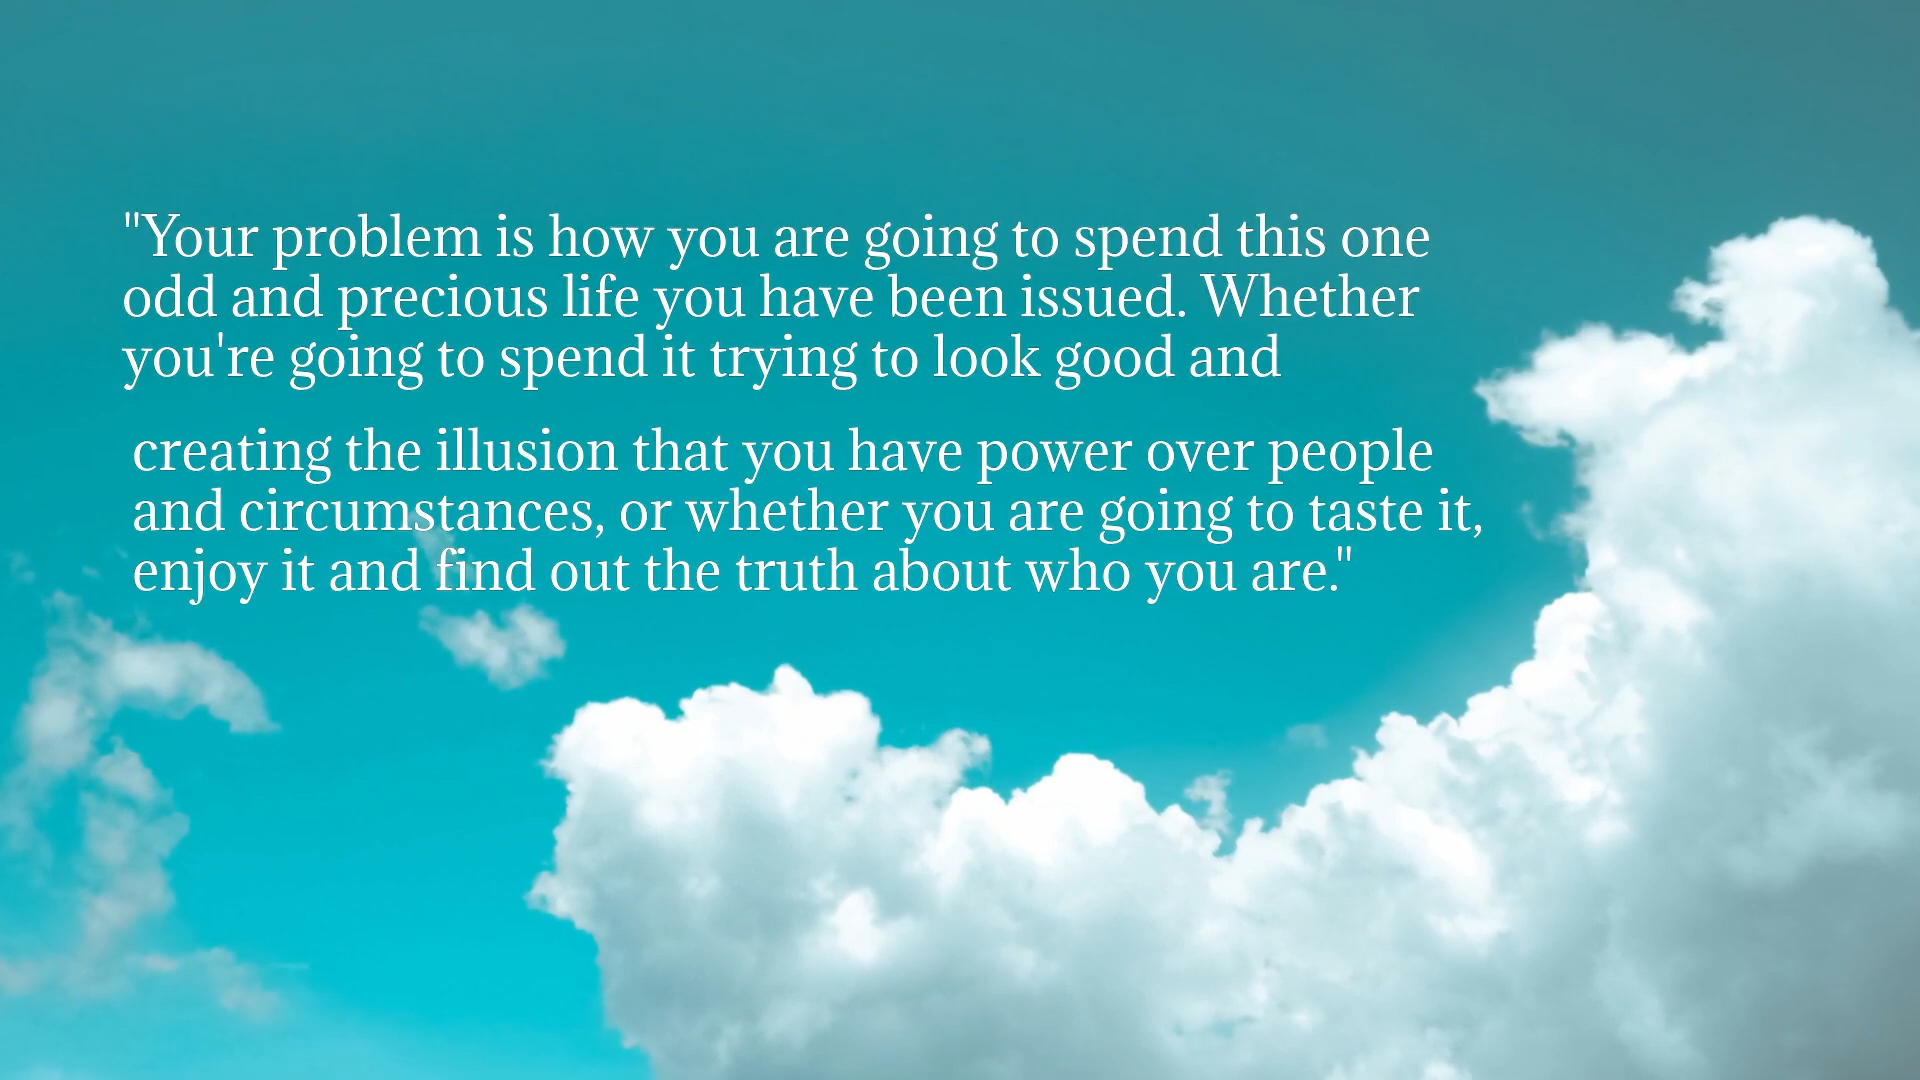 "Your problem is how you are going to spend this one
odd and precious life you have been issued. Whether
you're going to spend it trying to look good and
creating the illusion that you have power over people
and circumstances, or whether you are going to taste it,
enjoy it and find out the truth about who you are."